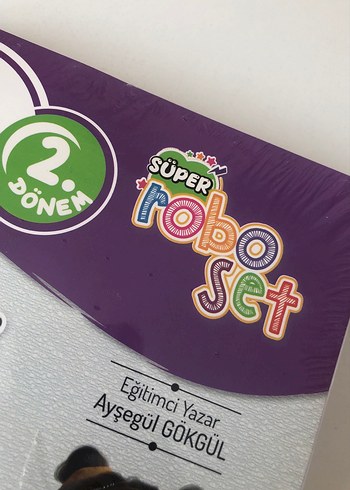 2.
DÖNEM
SÜPER
robo
set
Eğitimci Yazar
Ayşegül GÖKGÜL